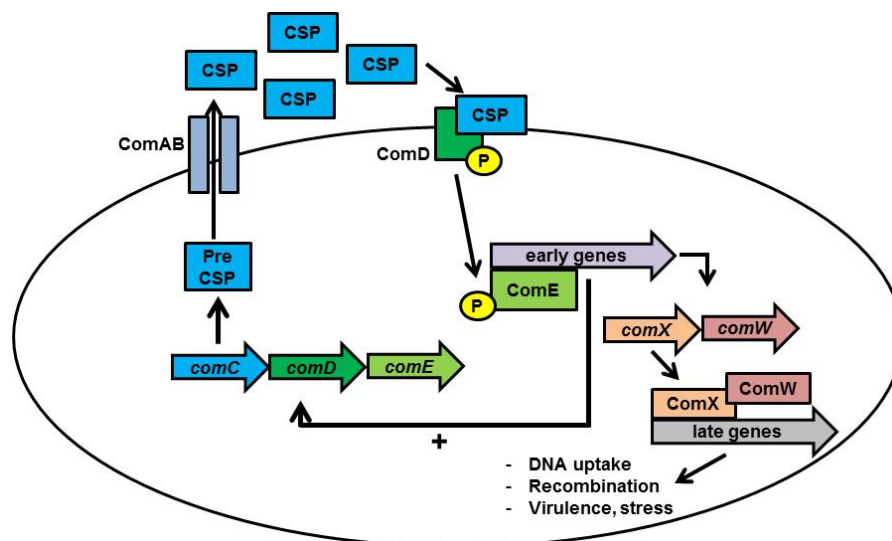 CSP
CSP
CSP
CSP
CSP
ComAB
ComD
P
Pre
CSP
early genes
P
ComE
comX
comW
comC
comD
comE
ComX
ComW
late genes
+
- DNA uptake
- Recombination
- Virulence, stress